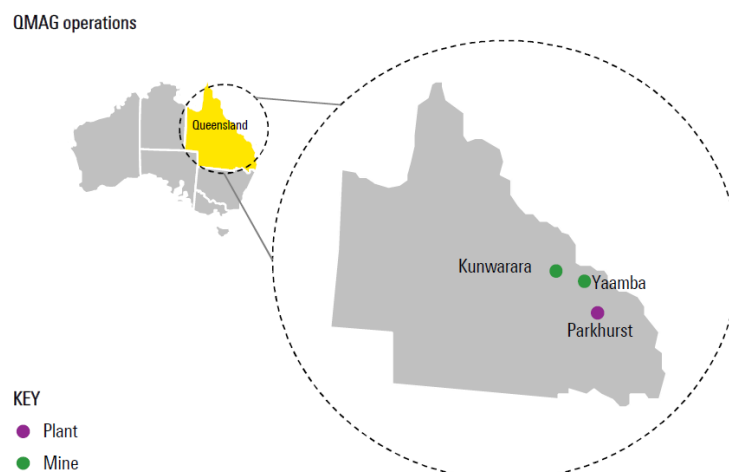 QMAG operations
Queensland
Kunwarara
Yaamba
Parkhurst
KEY
Plant
Mine